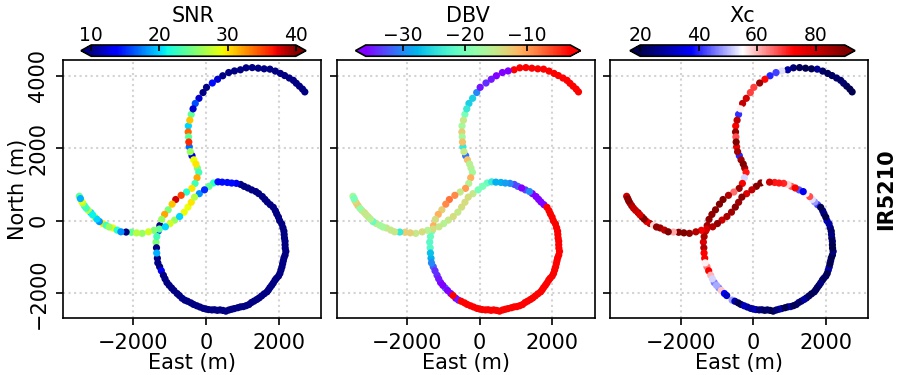 SNR DBV Xc
10 20 30 40 −30 −20 −10 20 40 60 80
4000
2000
0
−2000
North (m)
IR5210
−2000 0 2000 −2000 0 2000 −2000 0 2000
East (m) East (m) East (m)